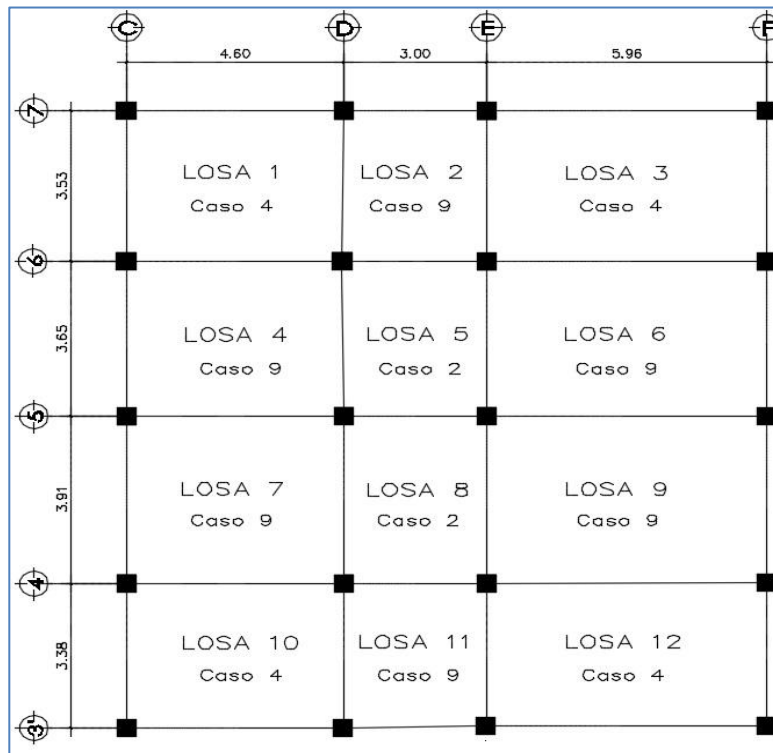 C D E F
4.60 3.00 5.96
7
LOSA 1 LOSA 2 LOSA 3
3.53
Caso 4 Caso 9 Caso 4
6
LOSA 4 LOSA 5 LOSA 6
3.65
Caso 9 Caso 2 Caso 9
5
LOSA 7 LOSA 8 LOSA 9
3.91
Caso 9 Caso 2 Caso 9
4
LOSA 10 LOSA 11 LOSA 12
3.38
Caso 4 Caso 9 Caso 4
3'